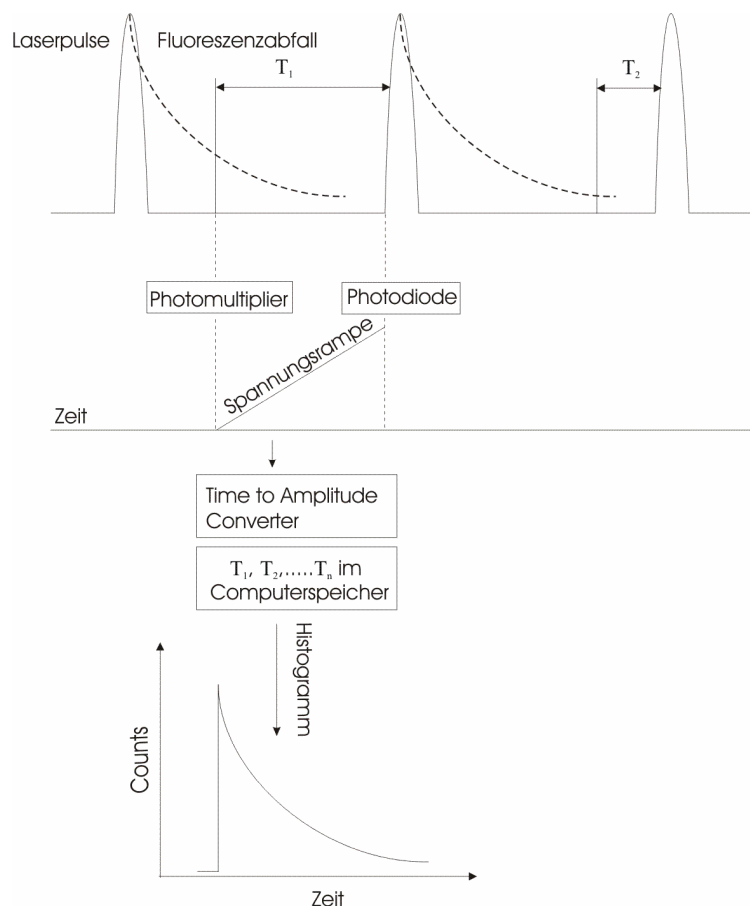 Laserpulse
Fluoreszenzabfall
T₁
T₂
Photomultiplier
Photodiode
Spannungsrampe
Zeit
Time to Amplitude
Converter
T₁, T₂,.....Tₙ im
Computerspeicher
Histogramm
Counts
Zeit